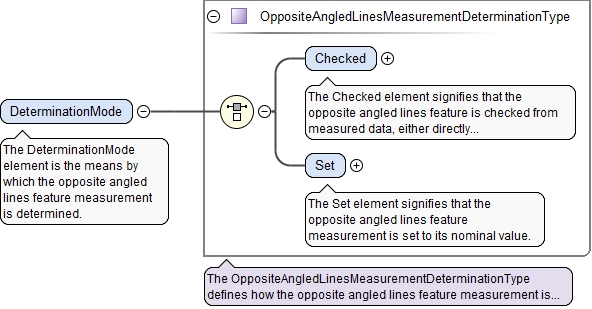 OppositeAngledLinesMeasurementDeterminationType
Checked
The Checked element signifies that the
opposite angled lines feature is checked from
measured data, either directly...
DeterminationMode
The DeterminationMode
element is the means by
which the opposite angled
lines feature measurement
is determined.
Set
The Set element signifies that the
opposite angled lines feature
measurement is set to its nominal value.
The OppositeAngledLinesMeasurementDeterminationType
defines how the opposite angled lines feature measurement is...